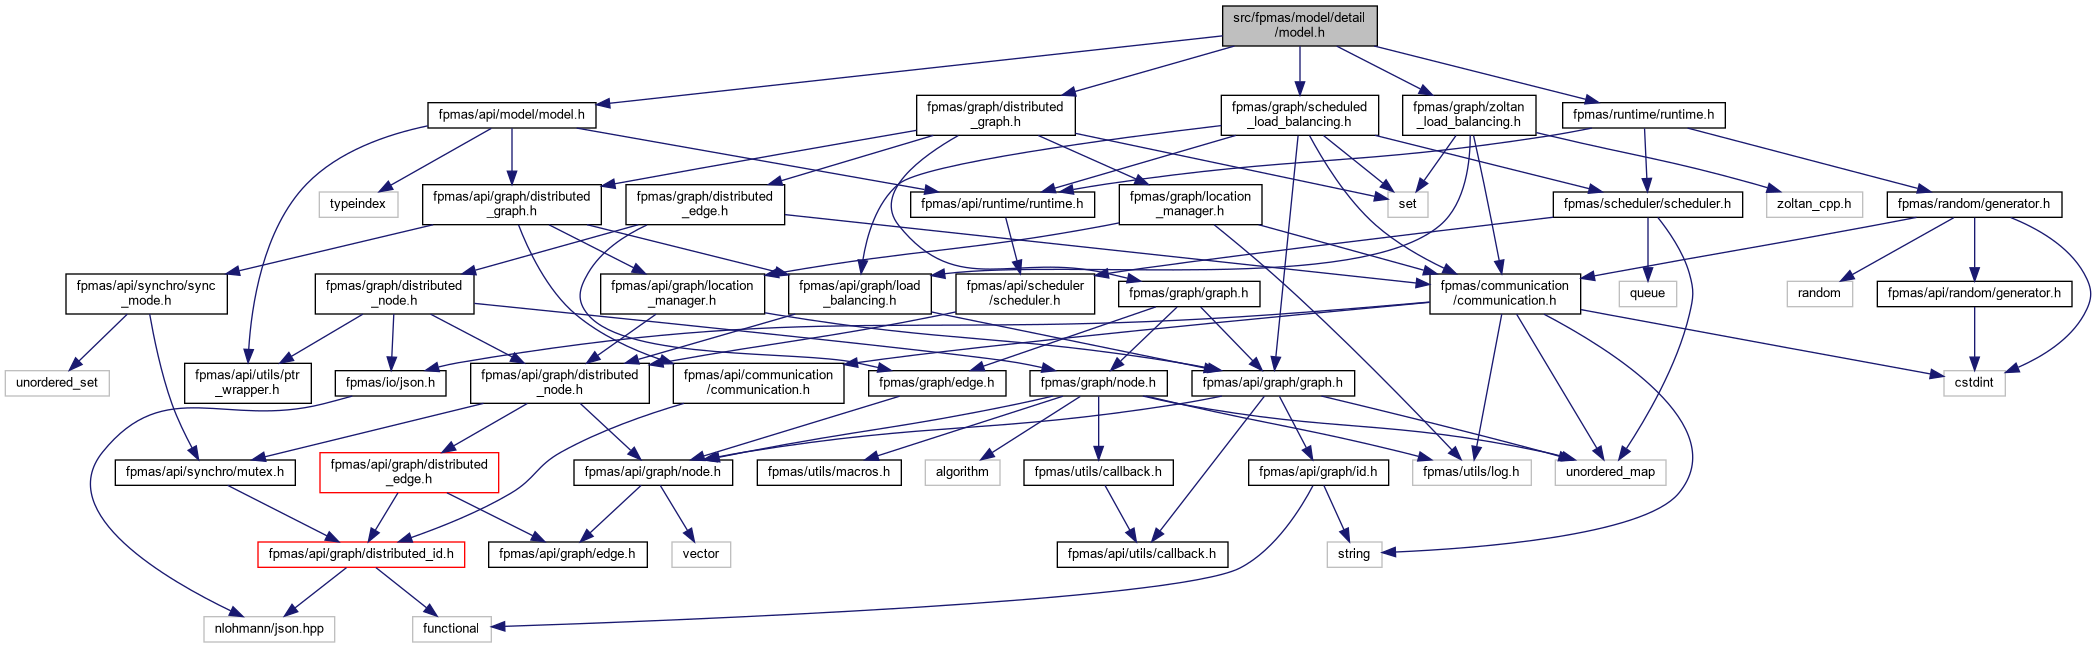 src/fpmas/model/detail
/model.h
fpmas/api/model/model.h
fpmas/graph/distributed
_graph.h
fpmas/graph/scheduled
_load_balancing.h
fpmas/graph/zoltan
_load_balancing.h
fpmas/runtime/runtime.h
typeindex
fpmas/api/graph/distributed
_graph.h
fpmas/graph/distributed
_edge.h
fpmas/api/runtime/runtime.h
fpmas/graph/location
_manager.h
set
fpmas/scheduler/scheduler.h
zoltan_cpp.h
fpmas/random/generator.h
fpmas/api/synchro/sync
_mode.h
fpmas/graph/distributed
_node.h
fpmas/api/graph/location
_manager.h
fpmas/api/graph/load
_balancing.h
fpmas/api/scheduler
/scheduler.h
fpmas/graph/graph.h
fpmas/communication
/communication.h
queue
random
fpmas/api/random/generator.h
unordered_set
fpmas/api/utils/ptr
_wrapper.h
fpmas/io/json.h
fpmas/api/graph/distributed
_node.h
fpmas/api/communication
/communication.h
fpmas/graph/edge.h
fpmas/graph/node.h
fpmas/api/graph/graph.h
cstdint
fpmas/api/synchro/mutex.h
fpmas/api/graph/distributed
_edge.h
fpmas/api/graph/node.h
fpmas/utils/macros.h
algorithm
fpmas/utils/callback.h
fpmas/api/graph/id.h
fpmas/utils/log.h
unordered_map
fpmas/api/graph/distributed_id.h
fpmas/api/graph/edge.h
vector
fpmas/api/utils/callback.h
string
nlohmann/json.hpp
functional